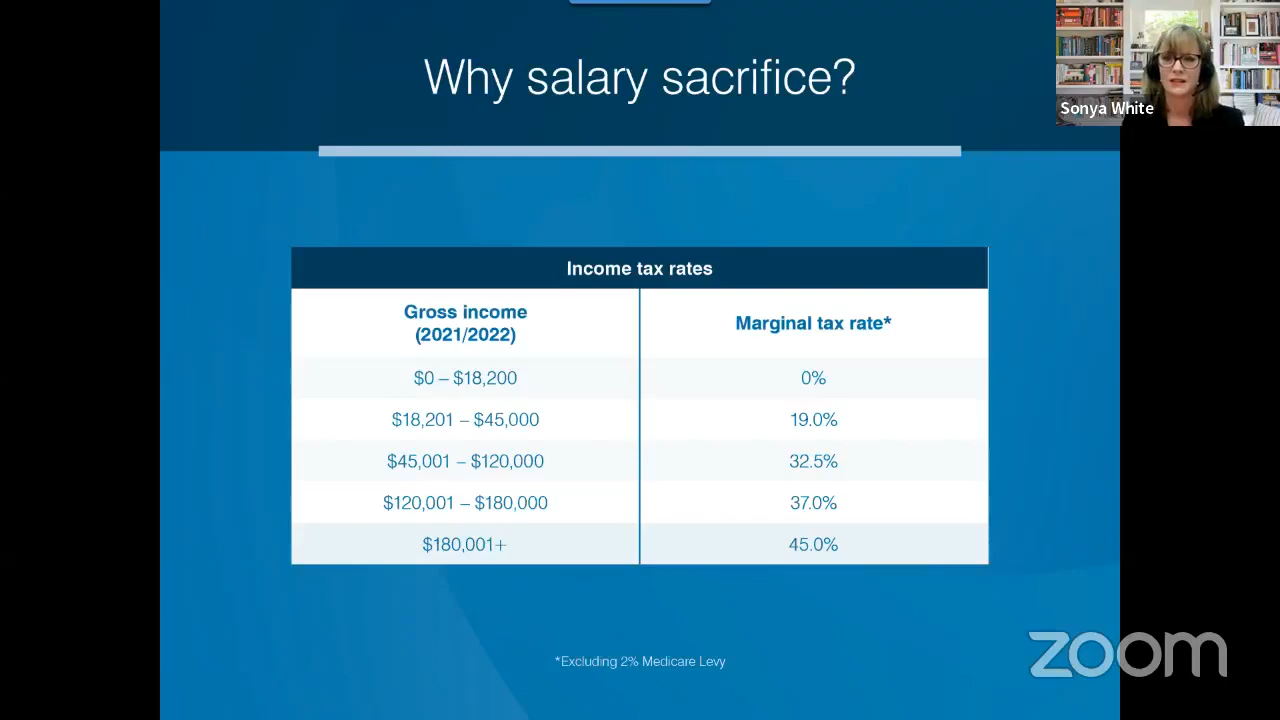 Why salary sacrifice?
Sonya White
Income tax rates
Gross income
(2021/2022)
Marginal tax rate*
$0 – $18,200
0%
$18,201 – $45,000
19.0%
$45,001 – $120,000
32.5%
$120,001 – $180,000
37.0%
$180,001+
45.0%
*Excluding 2% Medicare Levy
zoom